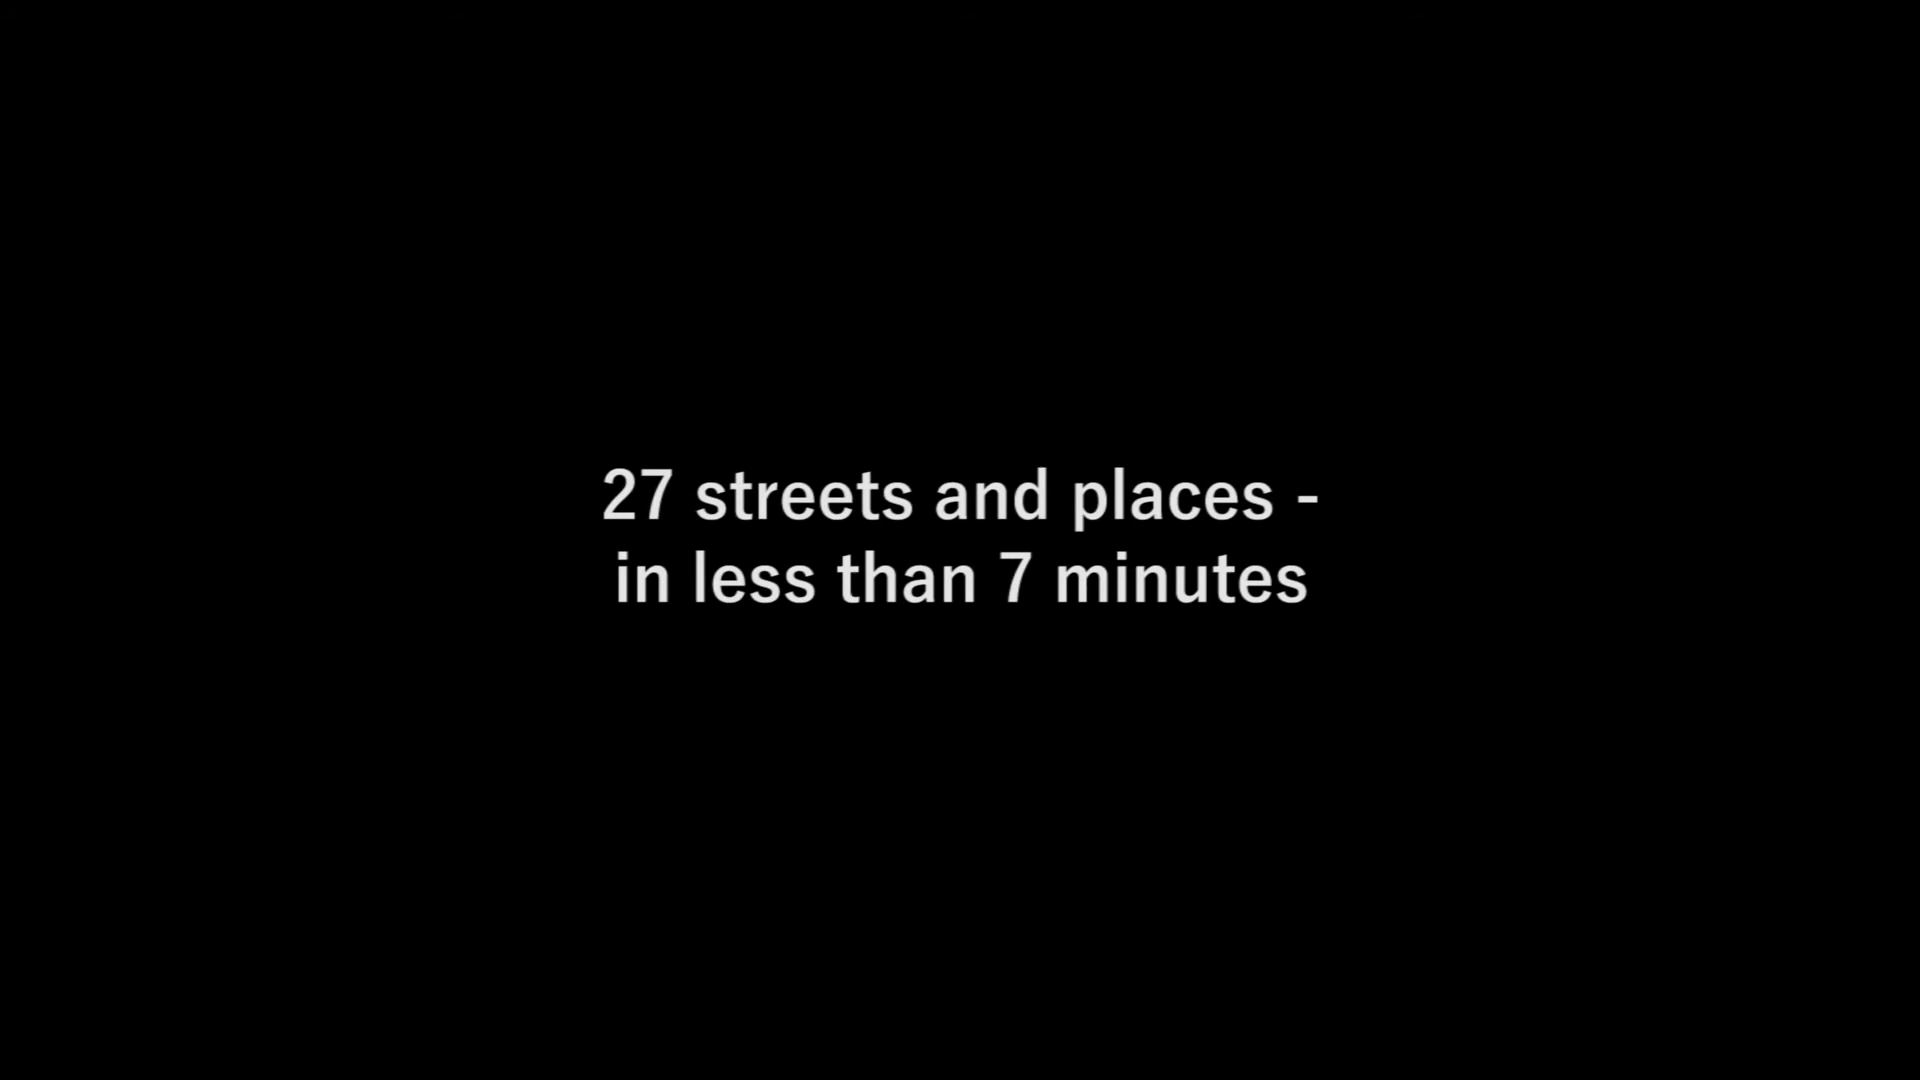 27 streets and places -
in less than 7 minutes